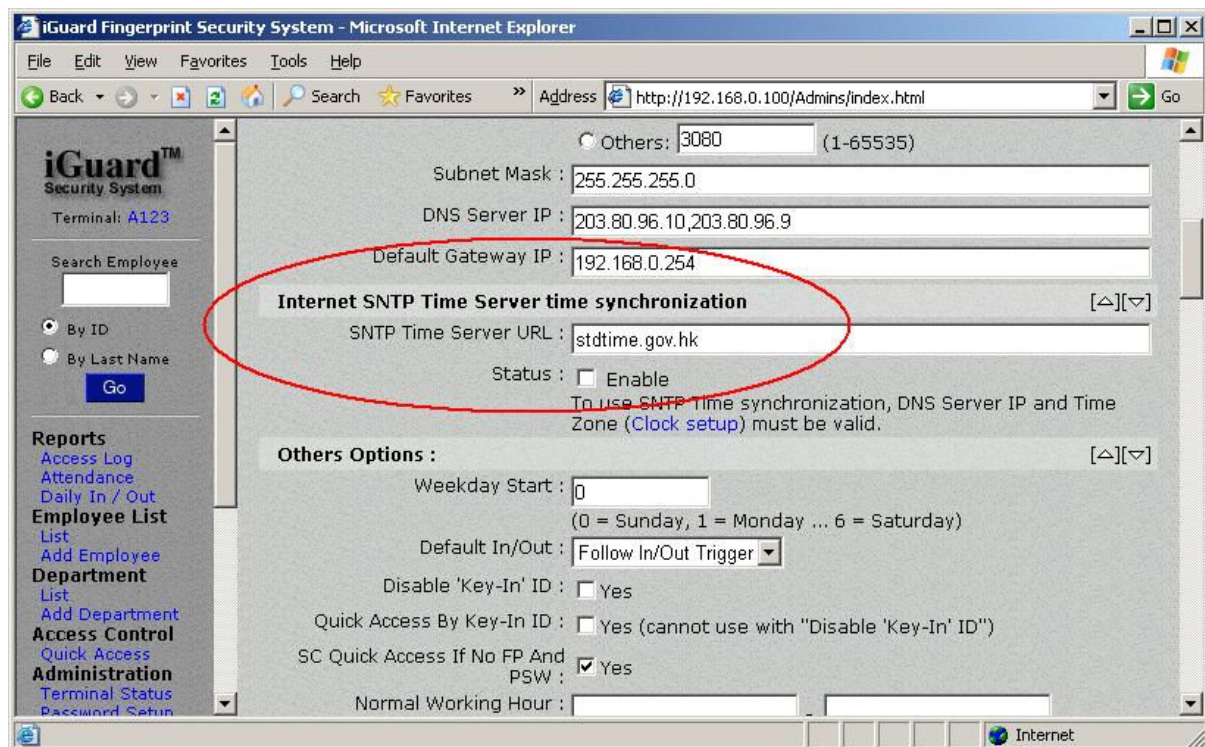 iGuard Fingerprint Security System - Microsoft Internet Explorer
File Edit View Favorites Tools Help
Back Search Favorites » Address http://192.168.0.100/Admins/index.html Go
iGuard™
Security System
Terminal: A123
Search Employee
By ID
By Last Name
Go
Reports
Access Log
Attendance
Daily In / Out
Employee List
List
Add Employee
Department
List
Add Department
Access Control
Quick Access
Administration
Terminal Status
Password Setup
Others: 3080 (1-65535)
Subnet Mask : 255.255.255.0
DNS Server IP : 203.80.96.10,203.80.96.9
Default Gateway IP : 192.168.0.254
Internet SNTP Time Server time synchronization [△][▽]
SNTP Time Server URL : stdtime.gov.hk
Status : Enable
To use SNTP Time synchronization, DNS Server IP and Time
Zone (Clock setup) must be valid.
Others Options : [△][▽]
Weekday Start : 0
(0 = Sunday, 1 = Monday ... 6 = Saturday)
Default In/Out : Follow In/Out Trigger
Disable 'Key-In' ID : Yes
Quick Access By Key-In ID : Yes (cannot use with "Disable 'Key-In' ID")
SC Quick Access If No FP And
PSW : Yes
Normal Working Hour : -
Internet